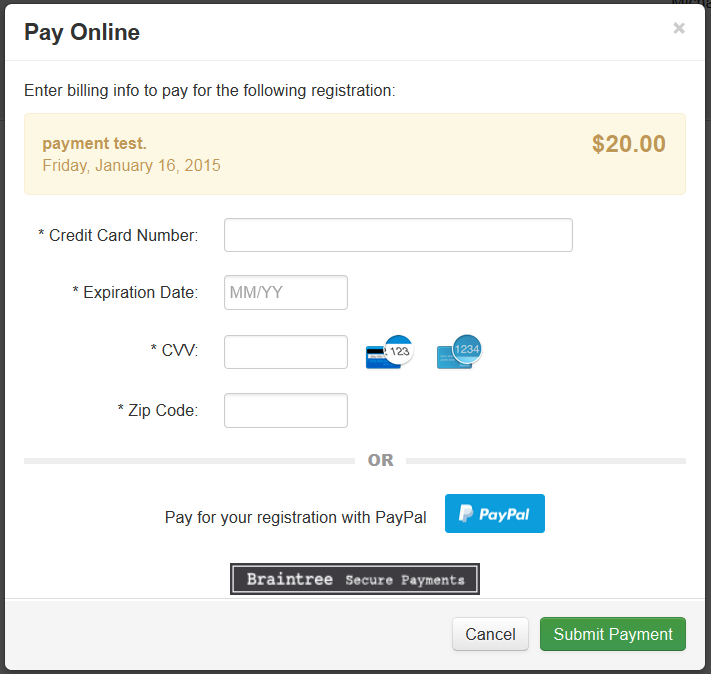 Pay Online
×
Enter billing info to pay for the following registration:
payment test.
$20.00
Friday, January 16, 2015
* Credit Card Number:
* Expiration Date:
MM/YY
* CVV:
123
1234
* Zip Code:
OR
Pay for your registration with PayPal
PayPal
Braintree Secure Payments
Cancel
Submit Payment